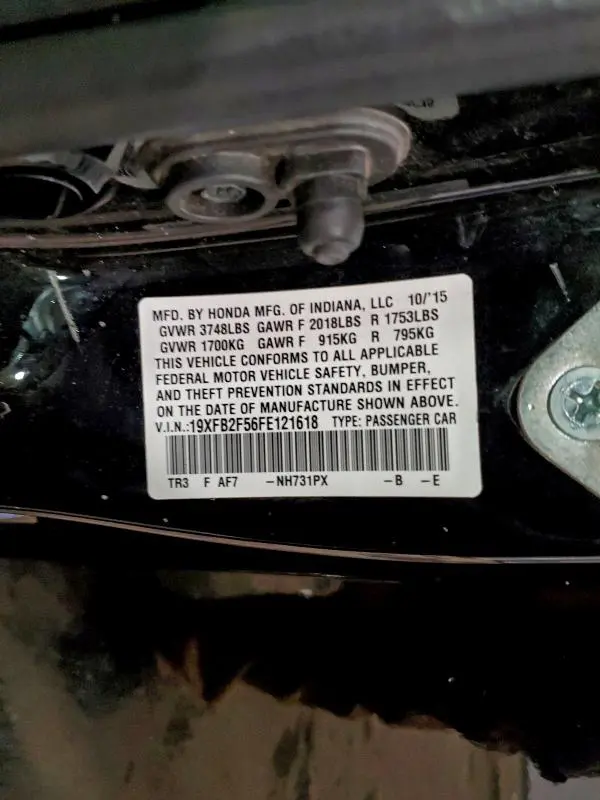 MFD. BY HONDA MFG. OF INDIANA, LLC 10/'15
GVWR 3748LBS GAWR F 2018LBS R 1753LBS
GVWR 1700KG GAWR F 915KG R 795KG
THIS VEHICLE CONFORMS TO ALL APPLICABLE
FEDERAL MOTOR VEHICLE SAFETY, BUMPER,
AND THEFT PREVENTION STANDARDS IN EFFECT
ON THE DATE OF MANUFACTURE SHOWN ABOVE.
V.I.N.:19XFB2F56FE121618 TYPE: PASSENGER CAR
TR3 F AF7 -NH731PX -B -E